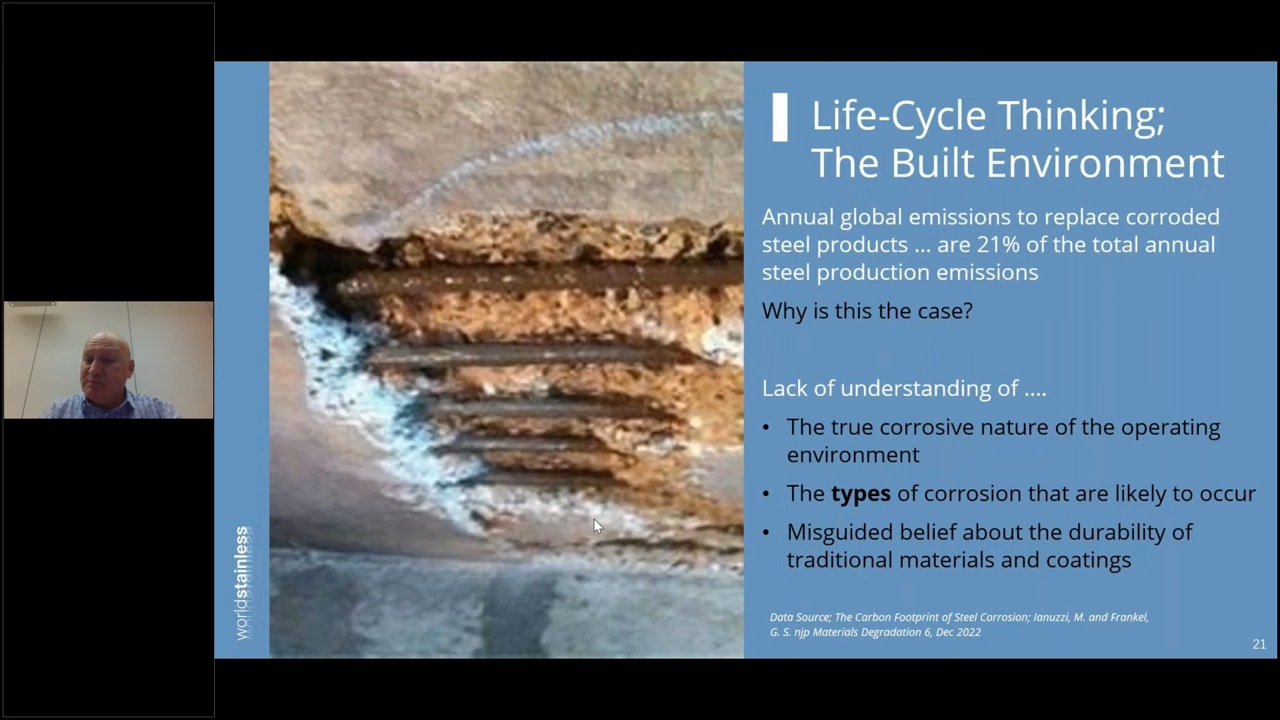 Life-Cycle Thinking;
The Built Environment
Annual global emissions to replace corroded
steel products ... are 21% of the total annual
steel production emissions
Why is this the case?
Lack of understanding of ....
• The true corrosive nature of the operating
environment
• The types of corrosion that are likely to occur
• Misguided belief about the durability of
traditional materials and coatings
Data Source; The Carbon Footprint of Steel Corrosion; Ianuzzi, M. and Frankel,
G. S. njp Materials Degradation 6, Dec 2022
21
worldstainless